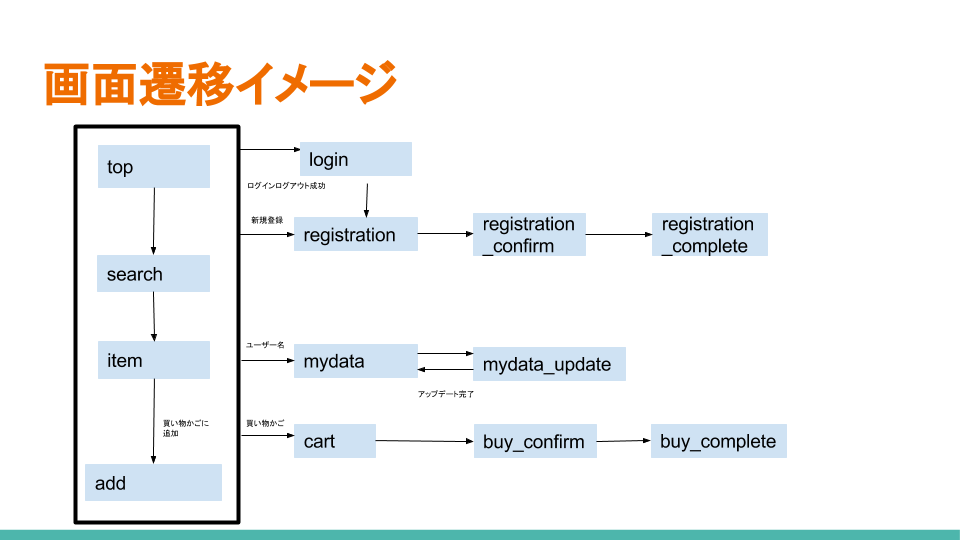 画面遷移イメージ
top
login
ログインログアウト成功
新規登録
registration
registration
_confirm
registration
_complete
search
ユーザー名
item
mydata
mydata_update
アップデート完了
買い物かごに
追加
買い物かご
cart
buy_confirm
buy_complete
add